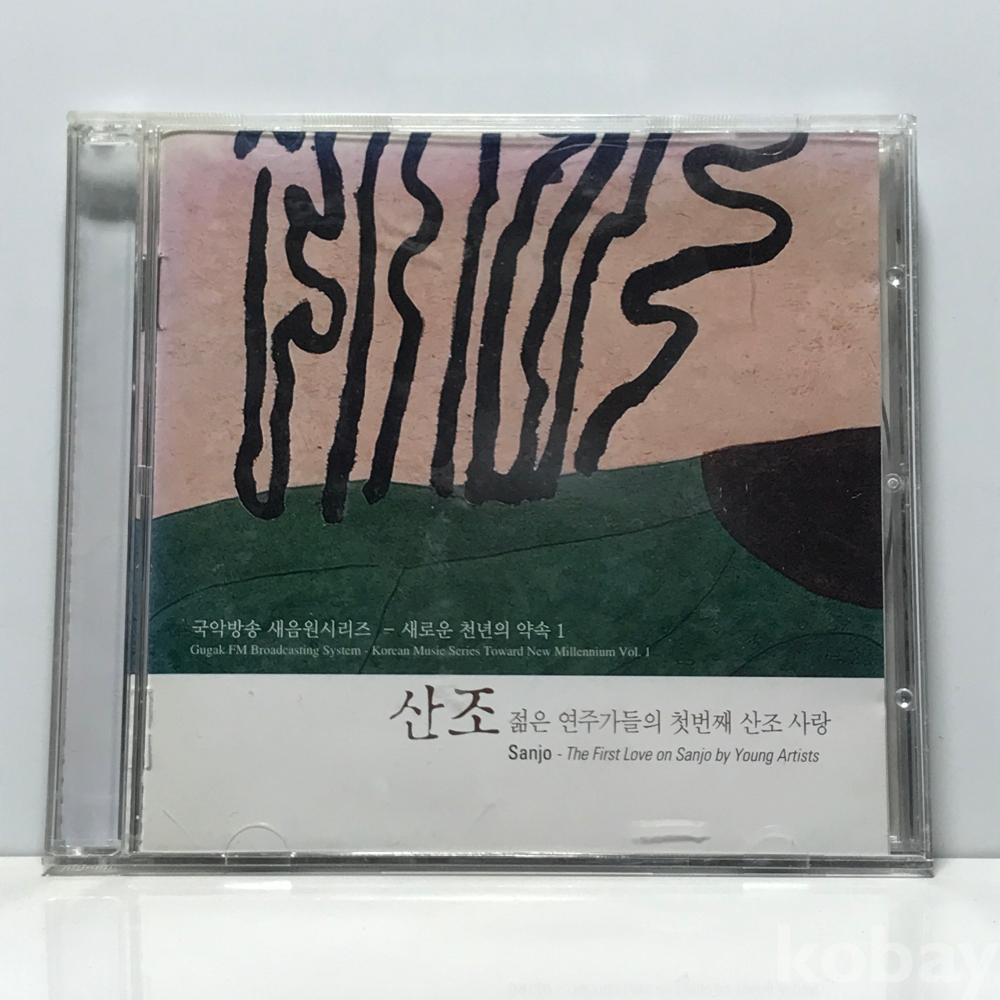 국악방송 새음원시리즈 - 새로운 천년의 약속 1
Gugak FM Broadcasting System - Korean Music Series Toward New Millennium Vol. 1
산조 젊은 연주가들의 첫번째 산조 사랑
Sanjo - The First Love on Sanjo by Young Artists
kobay